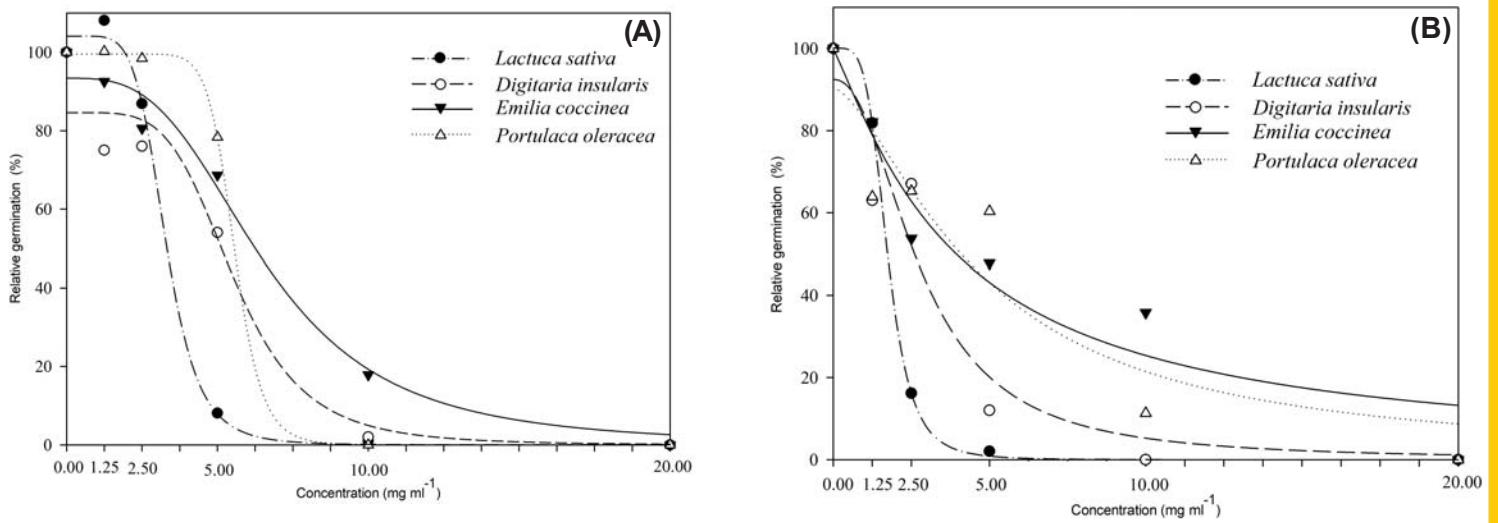 (A)
Lactuca sativa
Digitaria insularis
Emilia coccinea
Portulaca oleracea
Relative germination (%)
100
80
60
40
20
0
0.00 1.25 2.50 5.00 10.00 20.00
Concentration (mg ml-1)
(B)
Lactuca sativa
Digitaria insularis
Emilia coccinea
Portulaca oleracea
Relative germination (%)
100
80
60
40
20
0
0.00 1.25 2.50 5.00 10.00 20.00
Concentration (mg ml-1)